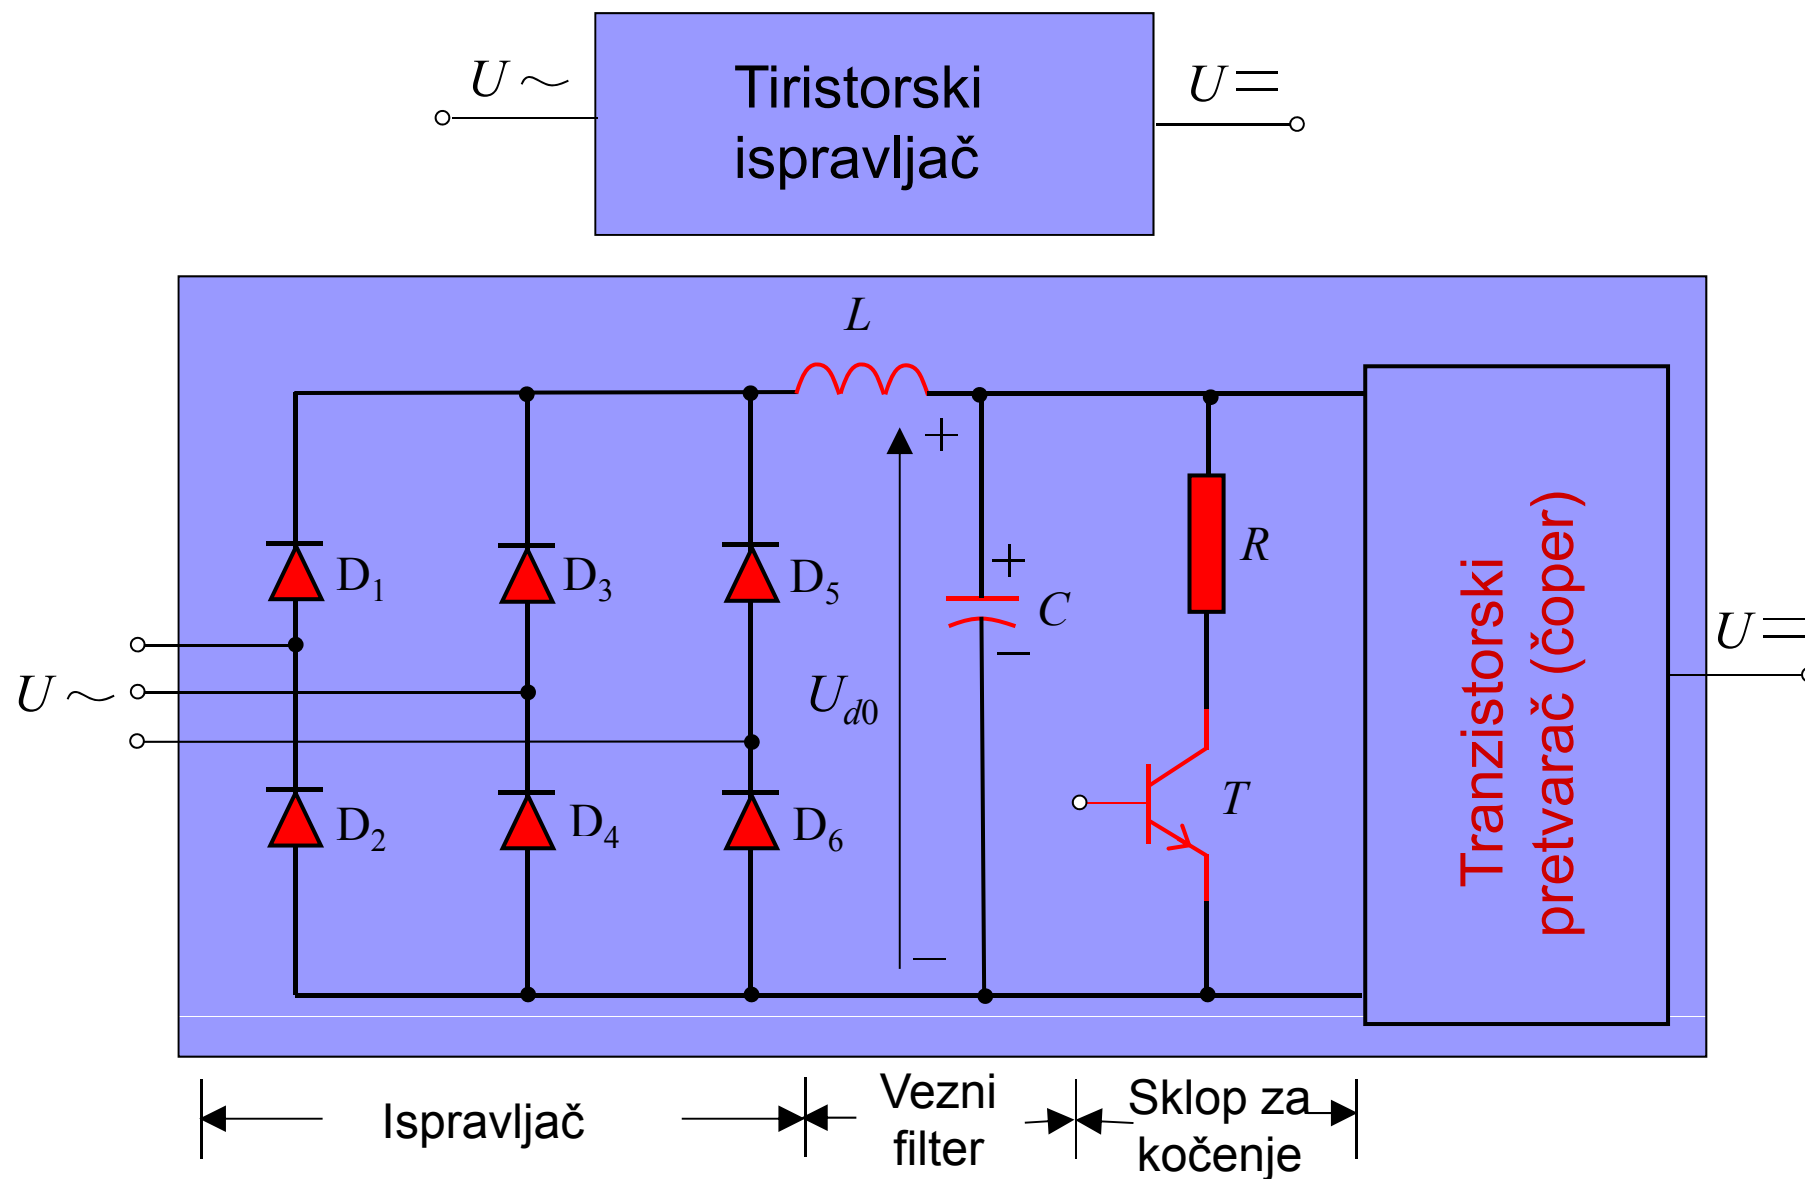 U ~
Tiristorski
ispravljač
U =
L
+
D1
D3
D5
+
C
−
R
U ~
Ud0
U =
D2
D4
D6
T
−
Tranzistorski
pretvarač (čoper)
Ispravljač
Vezni
filter
Sklop za
kočenje